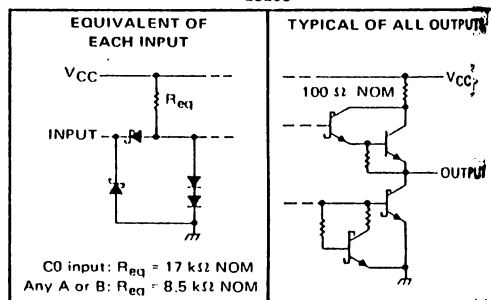 EQUIVALENT OF
EACH INPUT
VCC
Req
INPUT
C0 input: Req = 17 kΩ NOM
Any A or B: Req = 8.5 kΩ NOM
TYPICAL OF ALL OUTPUTS
VCC
100 Ω NOM
OUTPUT